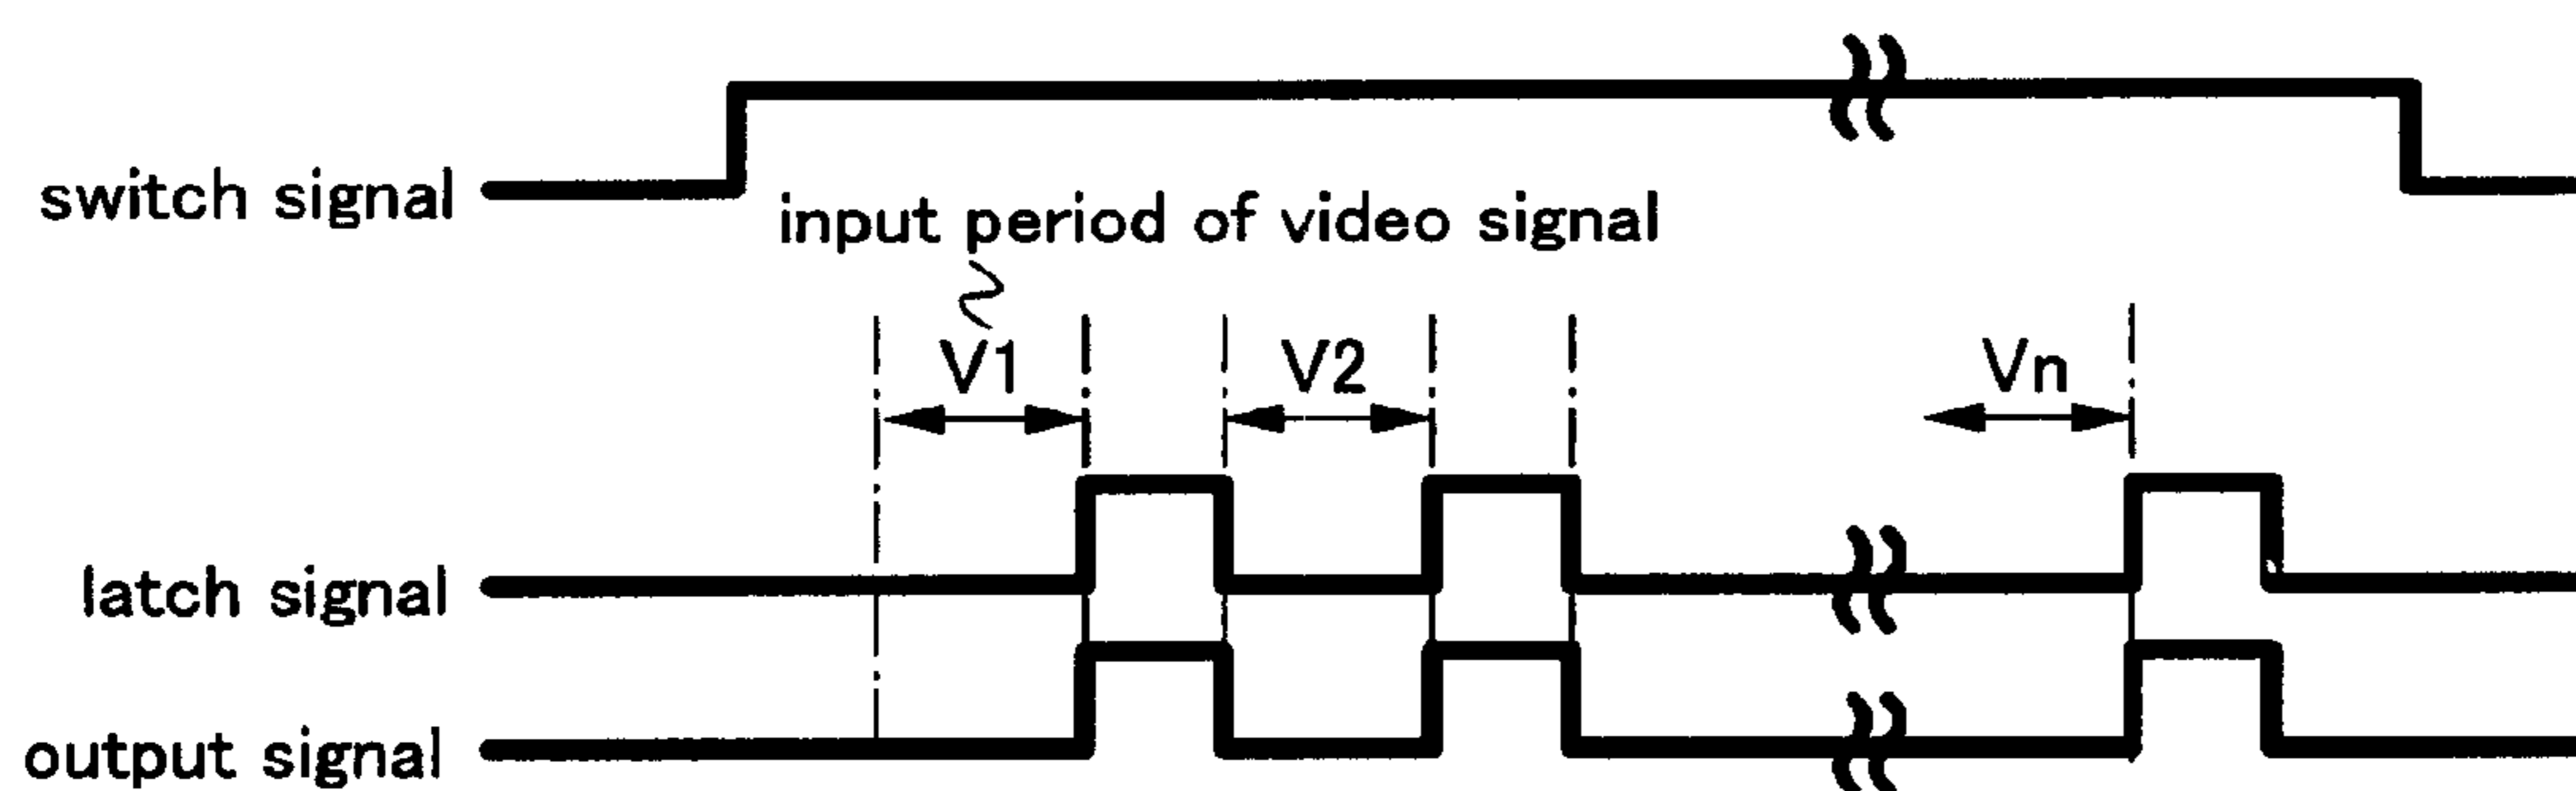 switch signal
input period of video signal
V1 V2 Vn
latch signal
output signal